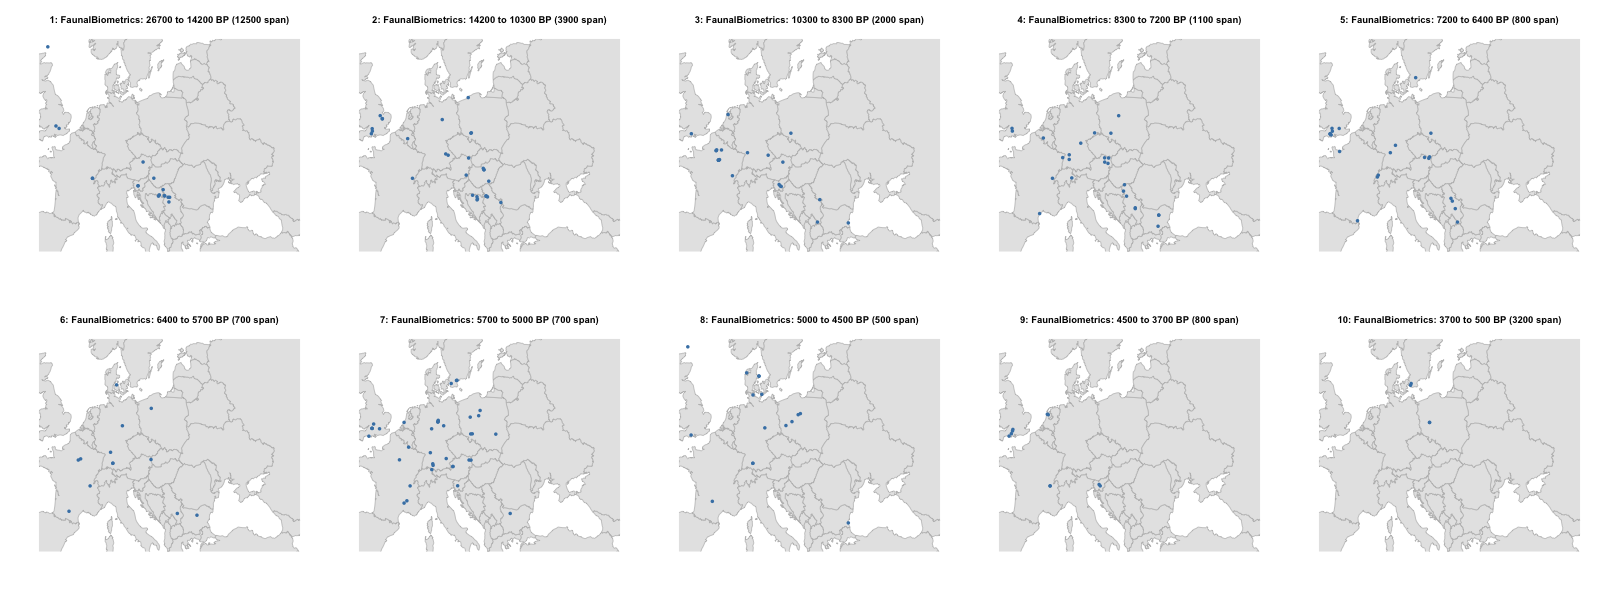 1: FaunalBiometrics: 26700 to 14200 BP (12500 span)
2: FaunalBiometrics: 14200 to 10300 BP (3900 span)
3: FaunalBiometrics: 10300 to 8300 BP (2000 span)
4: FaunalBiometrics: 8300 to 7200 BP (1100 span)
5: FaunalBiometrics: 7200 to 6400 BP (800 span)
6: FaunalBiometrics: 6400 to 5700 BP (700 span)
7: FaunalBiometrics: 5700 to 5000 BP (700 span)
8: FaunalBiometrics: 5000 to 4500 BP (500 span)
9: FaunalBiometrics: 4500 to 3700 BP (800 span)
10: FaunalBiometrics: 3700 to 500 BP (3200 span)